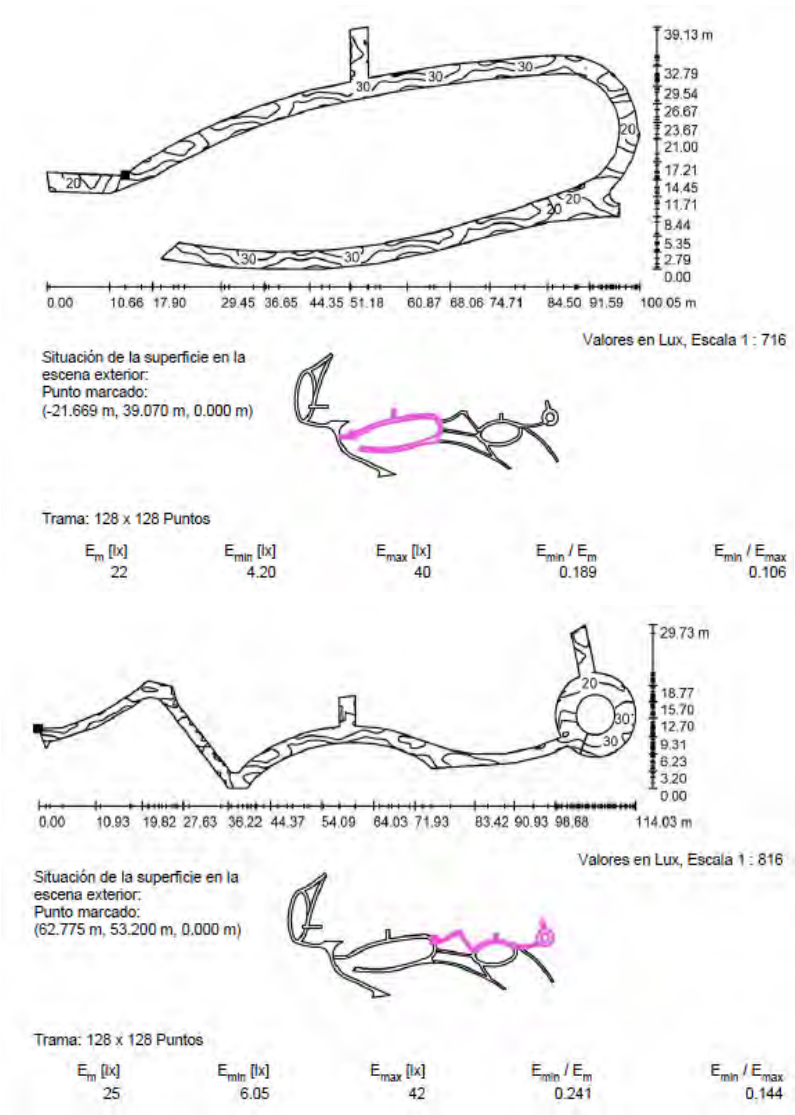 39.13 m
30
30
30
32.79
29.54
26.67
20
23.67
21.00
20
17.21
14.45
20
11.71
20
8.44
30
30
5.35
2.79
0.00
0.00 10.66 17.90 29.45 36.65 44.35 51.18 60.87 68.06 74.71 84.50 91.59 100.05 m
Valores en Lux, Escala 1 : 716
Situación de la superficie en la
escena exterior:
Punto marcado:
(-21.669 m, 39.070 m, 0.000 m)
Trama: 128 x 128 Puntos
Em [lx] Emin [lx] Emax [lx] Emin / Em Emin / Emax
22 4.20 40 0.189 0.106
29.73 m
20
18.77
15.70
30
12.70
30
9.31
6.23
3.20
0.00
0.00 10.93 19.82 27.63 36.22 44.37 54.09 64.03 71.93 83.42 90.93 98.68 114.03 m
Valores en Lux, Escala 1 : 816
Situación de la superficie en la
escena exterior:
Punto marcado:
(62.775 m, 53.200 m, 0.000 m)
Trama: 128 x 128 Puntos
Em [lx] Emin [lx] Emax [lx] Emin / Em Emin / Emax
25 6.05 42 0.241 0.144